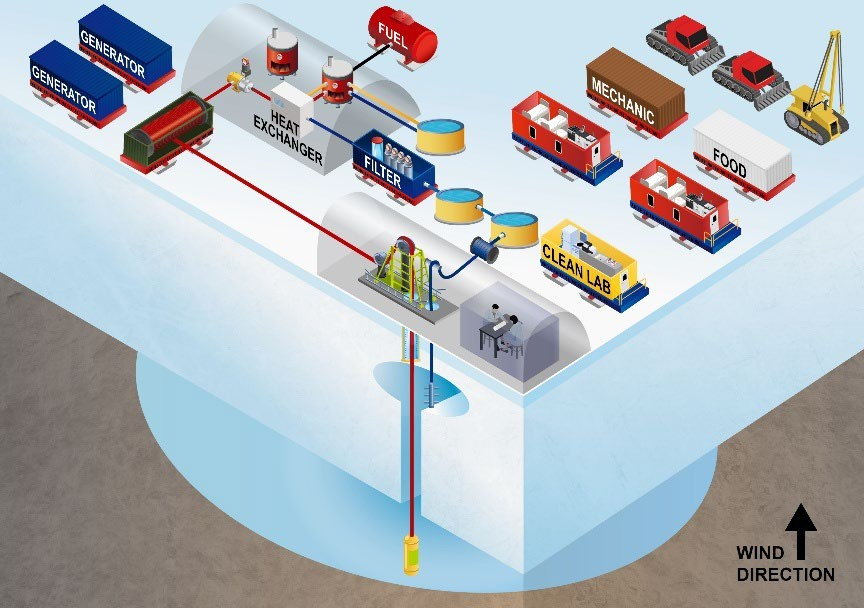 GENERATOR
GENERATOR
FUEL
HEAT
EXCHANGER
FILTER
MECHANIC
FOOD
CLEAN LAB
WIND
DIRECTION